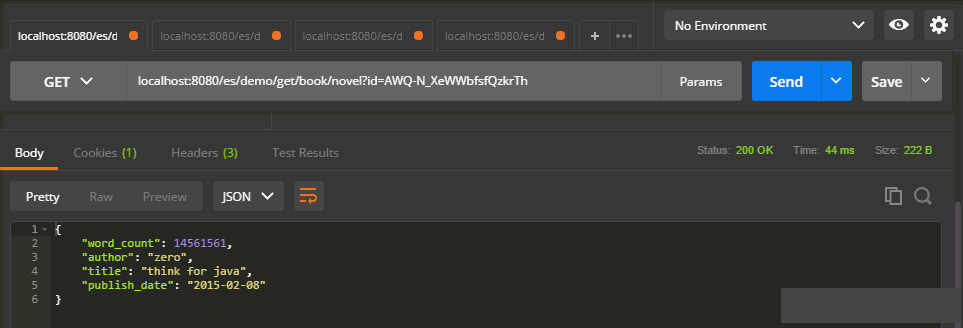 localhost:8080/es/d localhost:8080/es/d localhost:8080/es/d localhost:8080/es/d + ••• No Environment
GET localhost:8080/es/demo/get/book/novel?id=AWQ-N_XeWWbfsfQzkrTh Params Send Save
Body Cookies (1) Headers (3) Test Results Status: 200 OK Time: 44 ms Size: 222 B
Pretty Raw Preview JSON
1 {
2 "word_count": 14561561,
3 "author": "zero",
4 "title": "think for java",
5 "publish_date": "2015-02-08"
6 }